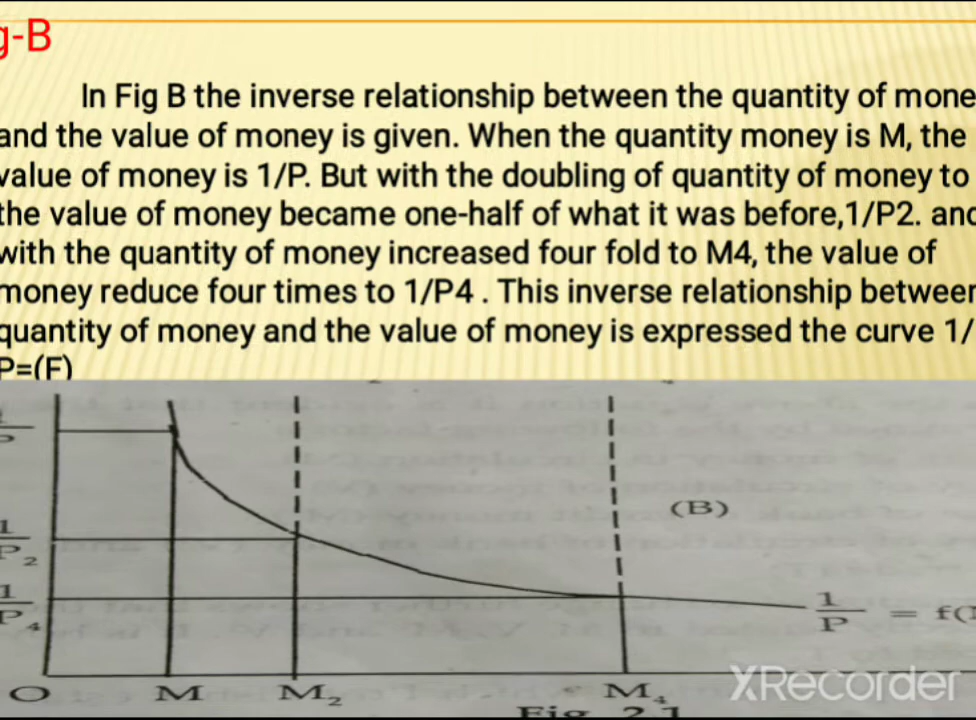 g-B
In Fig B the inverse relationship between the quantity of mone
and the value of money is given. When the quantity money is M, the
value of money is 1/P. But with the doubling of quantity of money to
the value of money became one-half of what it was before,1/P2. and
with the quantity of money increased four fold to M4, the value of
money reduce four times to 1/P4 . This inverse relationship between
quantity of money and the value of money is expressed the curve 1/
P=(F)
1/P
(B)
1/P2
1/P4
1/P = f(
O M M2 M4
XRecorder
Fig 2.1